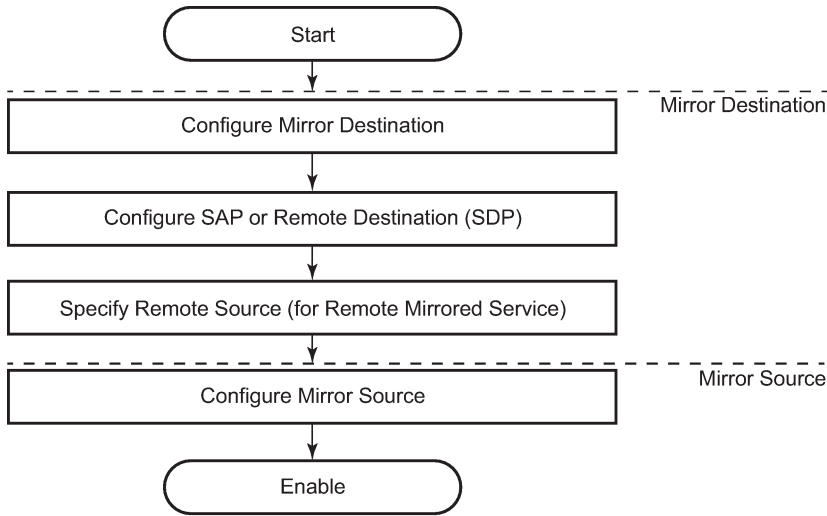 Start
Mirror Destination
Configure Mirror Destination
Configure SAP or Remote Destination (SDP)
Specify Remote Source (for Remote Mirrored Service)
Mirror Source
Configure Mirror Source
Enable